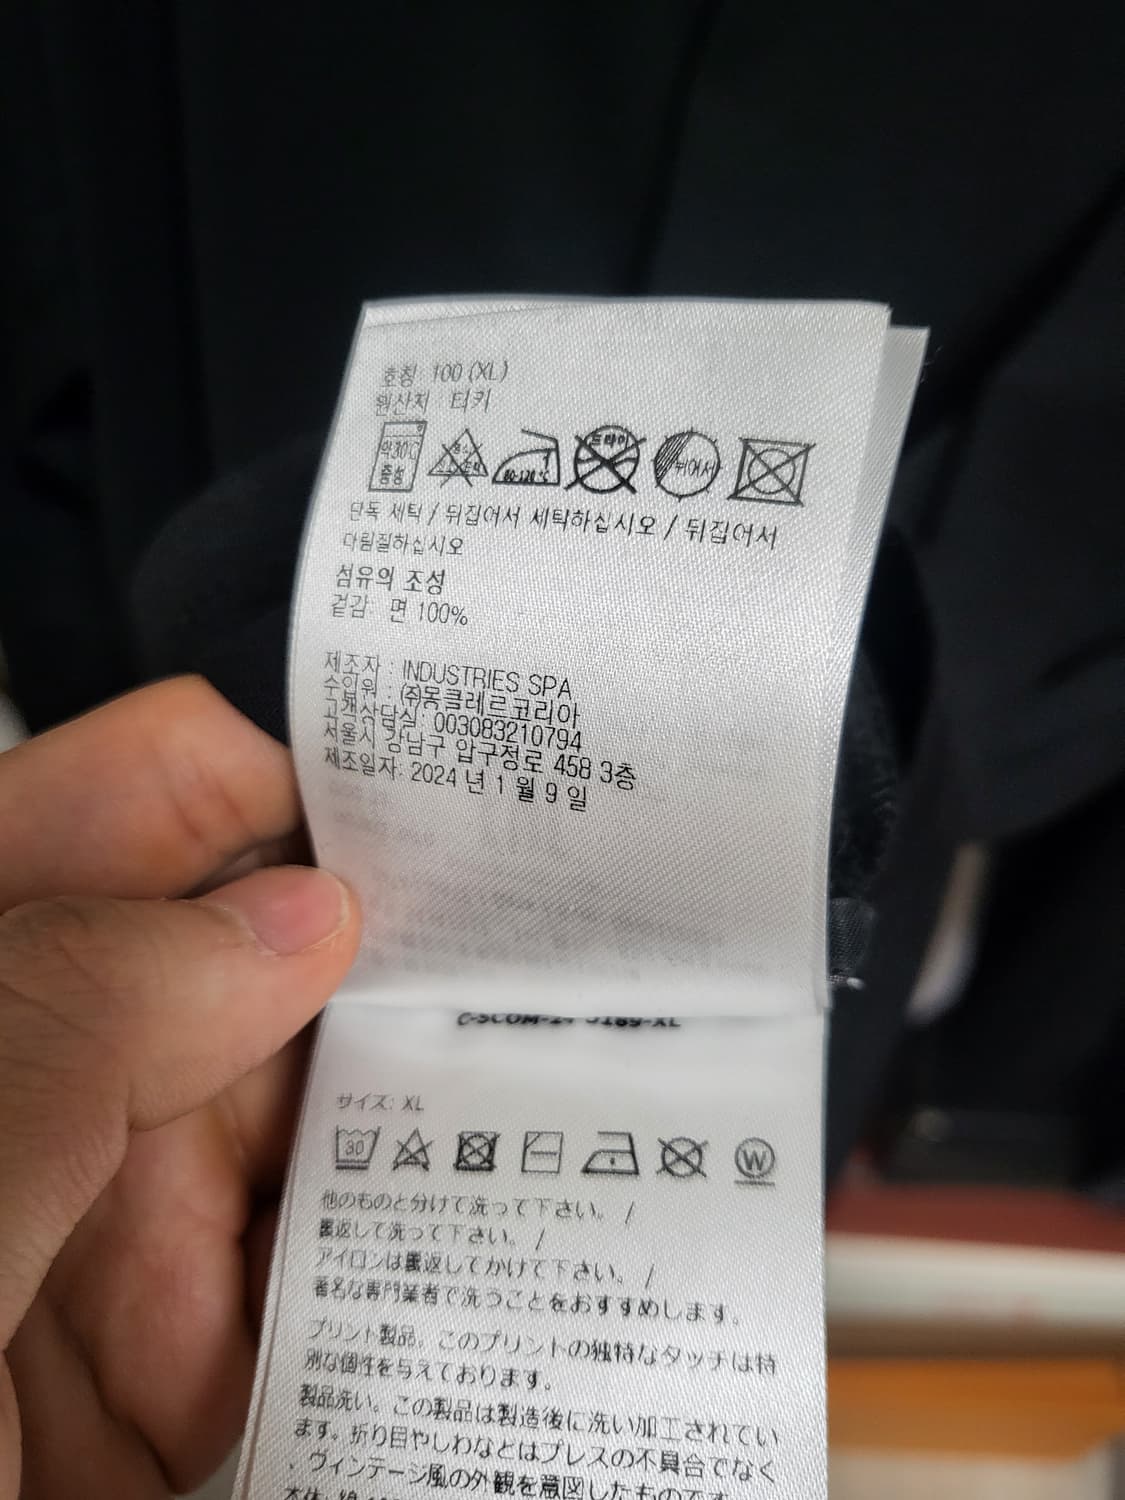 호칭 100 (XL)
원산지 터키
약30℃
중성
드라이
뉘어서
80-120℃
단독 세탁 / 뒤집어서 세탁하십시오 / 뒤집어서
다림질하십시오
섬유의 조성
겉감 면 100%
제조자 : INDUSTRIES SPA
수입원 : ㈜몽클레르코리아
고객상담실: 003083210794
서울시 강남구 압구정로 458 3층
제조일자: 2024 년 1 월 9 일
サイズ: XL
30
W
他のものと分けて洗って下さい。 /
裏返して洗って下さい。 /
アイロンは裏返してかけて下さい。 /
著名な専門業者で洗うことをおすすめします。
プリント製品。このプリントの独特なタッチは特
別な個性を与えております。
製品洗い。この製品は製造後に洗い加工されてい
ます。折り目やしわなどはプレスの不具合でなく
、ヴィンテージ風の外観を意図したものです